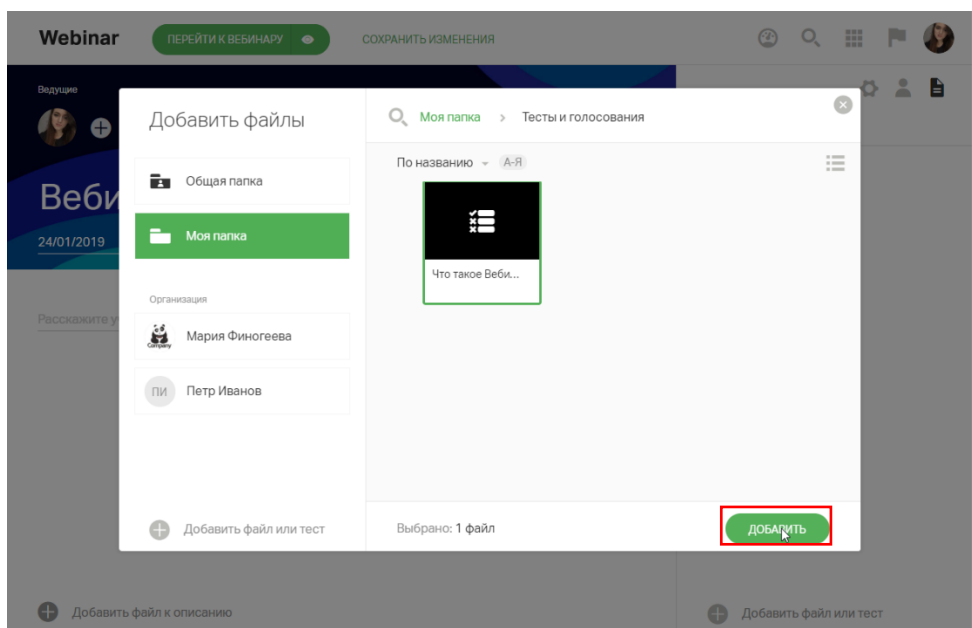 Webinar
ПЕРЕЙТИ К ВЕБИНАРУ
СОХРАНИТЬ ИЗМЕНЕНИЯ
Ведущие
Веби
24/01/2019
Расскажите у
Добавить файлы
Общая папка
Моя папка
Организация
Company
Мария Финогеева
ПИ
Петр Иванов
Добавить файл или тест
Моя папка > Тесты и голосования
По названию А-Я
Что такое Веби...
Выбрано: 1 файл
ДОБАВИТЬ
Добавить файл к описанию
Добавить файл или тест